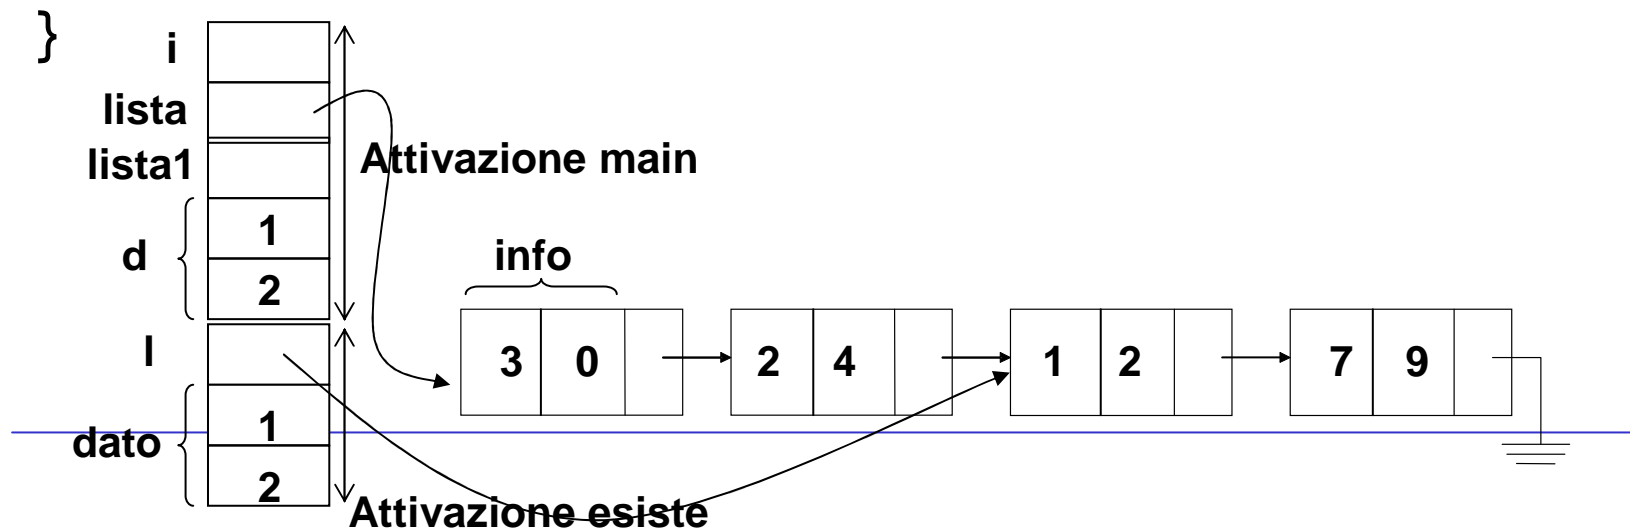 }
i
lista
lista1
Attivazione main
d
1
2
info
l
3 0
2 4
1 2
7 9
dato
1
2
Attivazione esiste